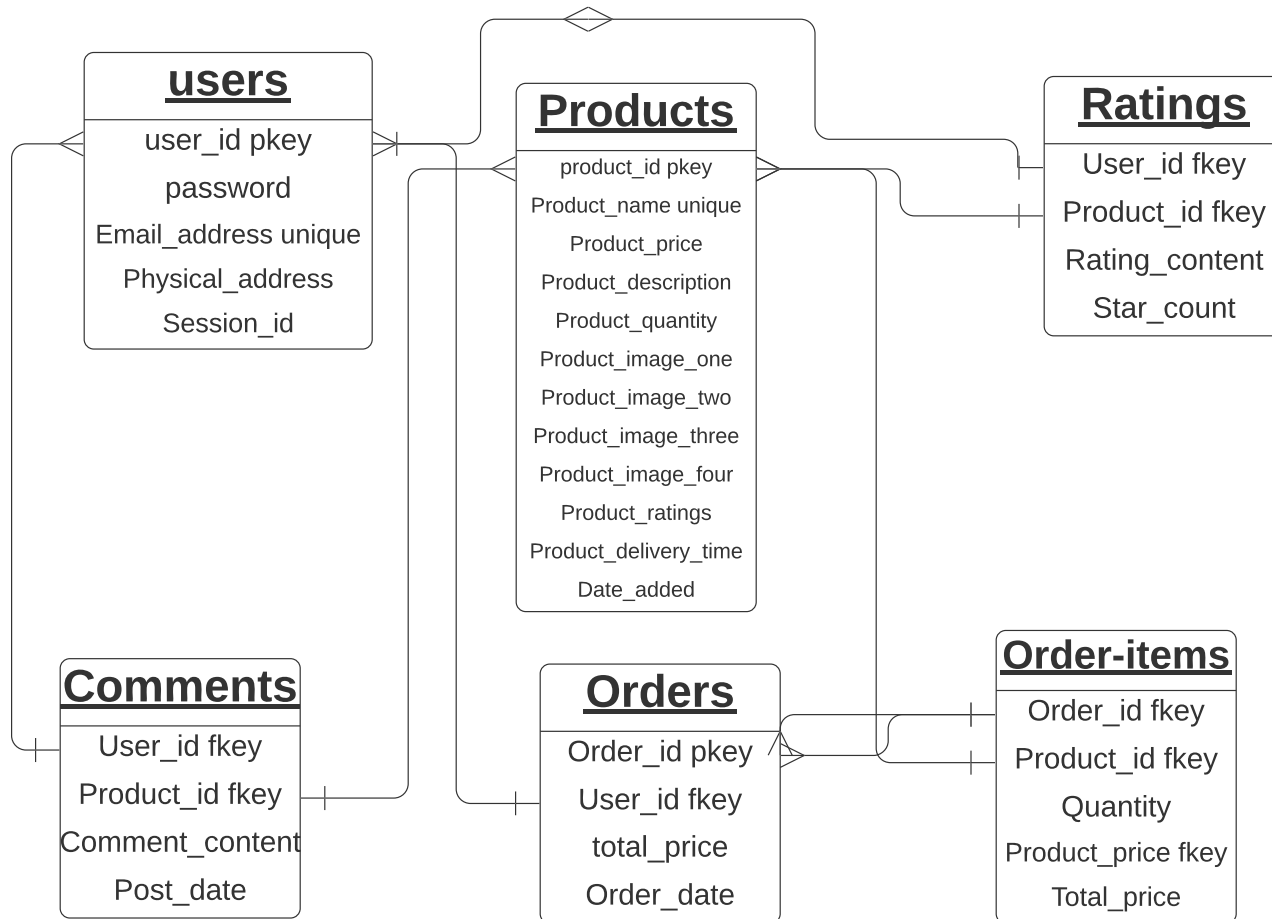 users
user_id pkey
password
Email_address unique
Physical_address
Session_id
Products
product_id pkey
Product_name unique
Product_price
Product_description
Product_quantity
Product_image_one
Product_image_two
Product_image_three
Product_image_four
Product_ratings
Product_delivery_time
Date_added
Ratings
User_id fkey
Product_id fkey
Rating_content
Star_count
Comments
User_id fkey
Product_id fkey
Comment_content
Post_date
Orders
Order_id pkey
User_id fkey
total_price
Order_date
Order-items
Order_id fkey
Product_id fkey
Quantity
Product_price fkey
Total_price